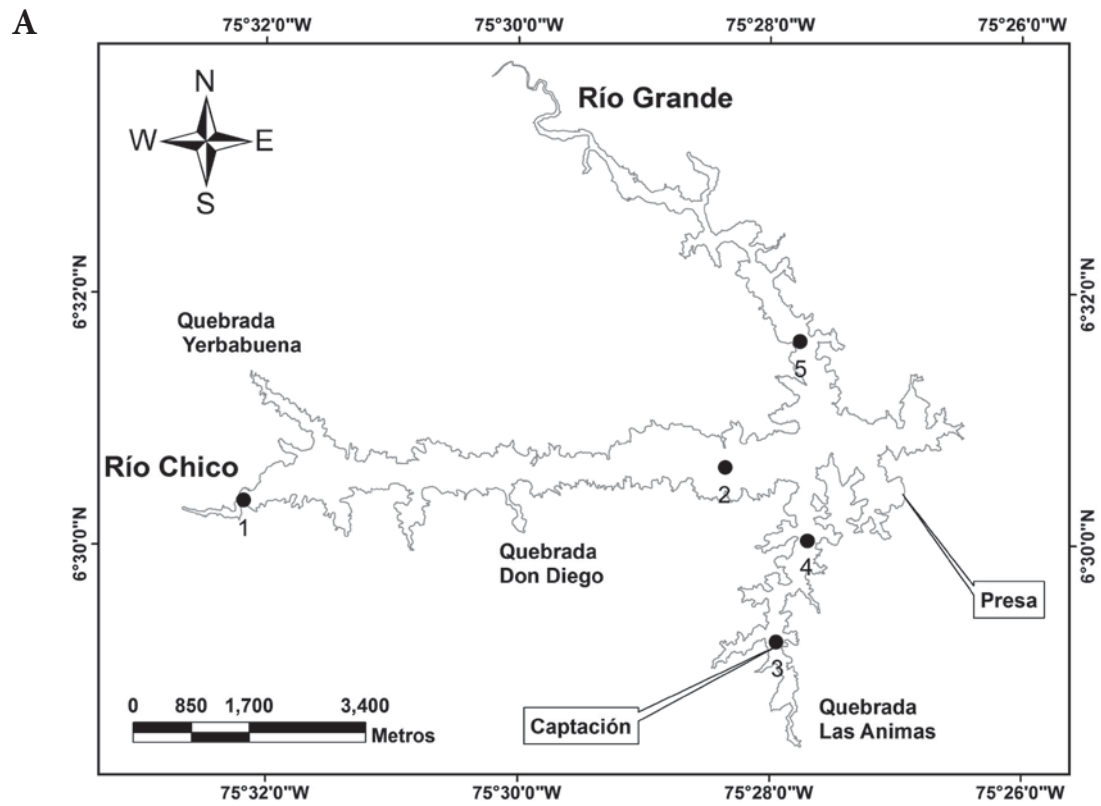 A
75°32'0"W 75°30'0"W 75°28'0"W 75°26'0"W
N
W E
S
Río Grande
6°32'0"N 6°32'0"N
Quebrada
Yerbabuena
5
Río Chico
1
2
6°30'0"N 6°30'0"N
Quebrada
Don Diego
4
Presa
3
0 850 1,700 3,400
Metros
Captación
Quebrada
Las Animas
75°32'0"W 75°30'0"W 75°28'0"W 75°26'0"W